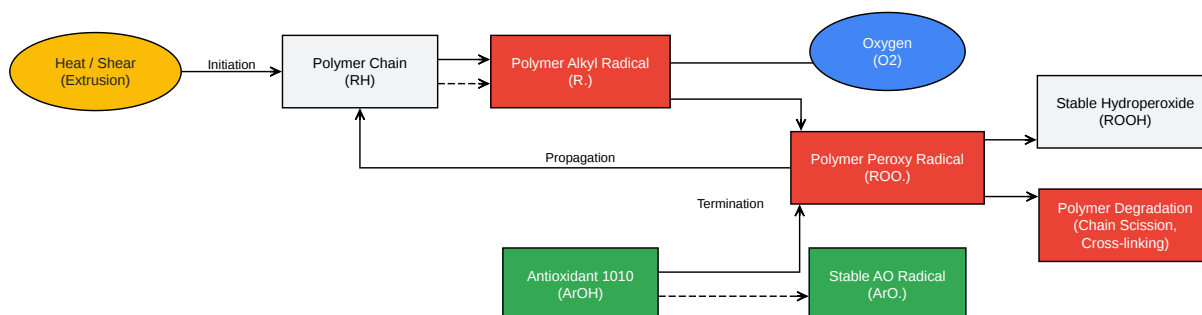 Heat / Shear
(Extrusion)
Initiation
Polymer Chain
(RH)
Polymer Alkyl Radical
(R.)
Oxygen
(O2)
Stable Hydroperoxide
(ROOH)
Propagation
Polymer Peroxy Radical
(ROO.)
Termination
Polymer Degradation
(Chain Scission,
Cross-linking)
Antioxidant 1010
(ArOH)
Stable AO Radical
(ArO.)